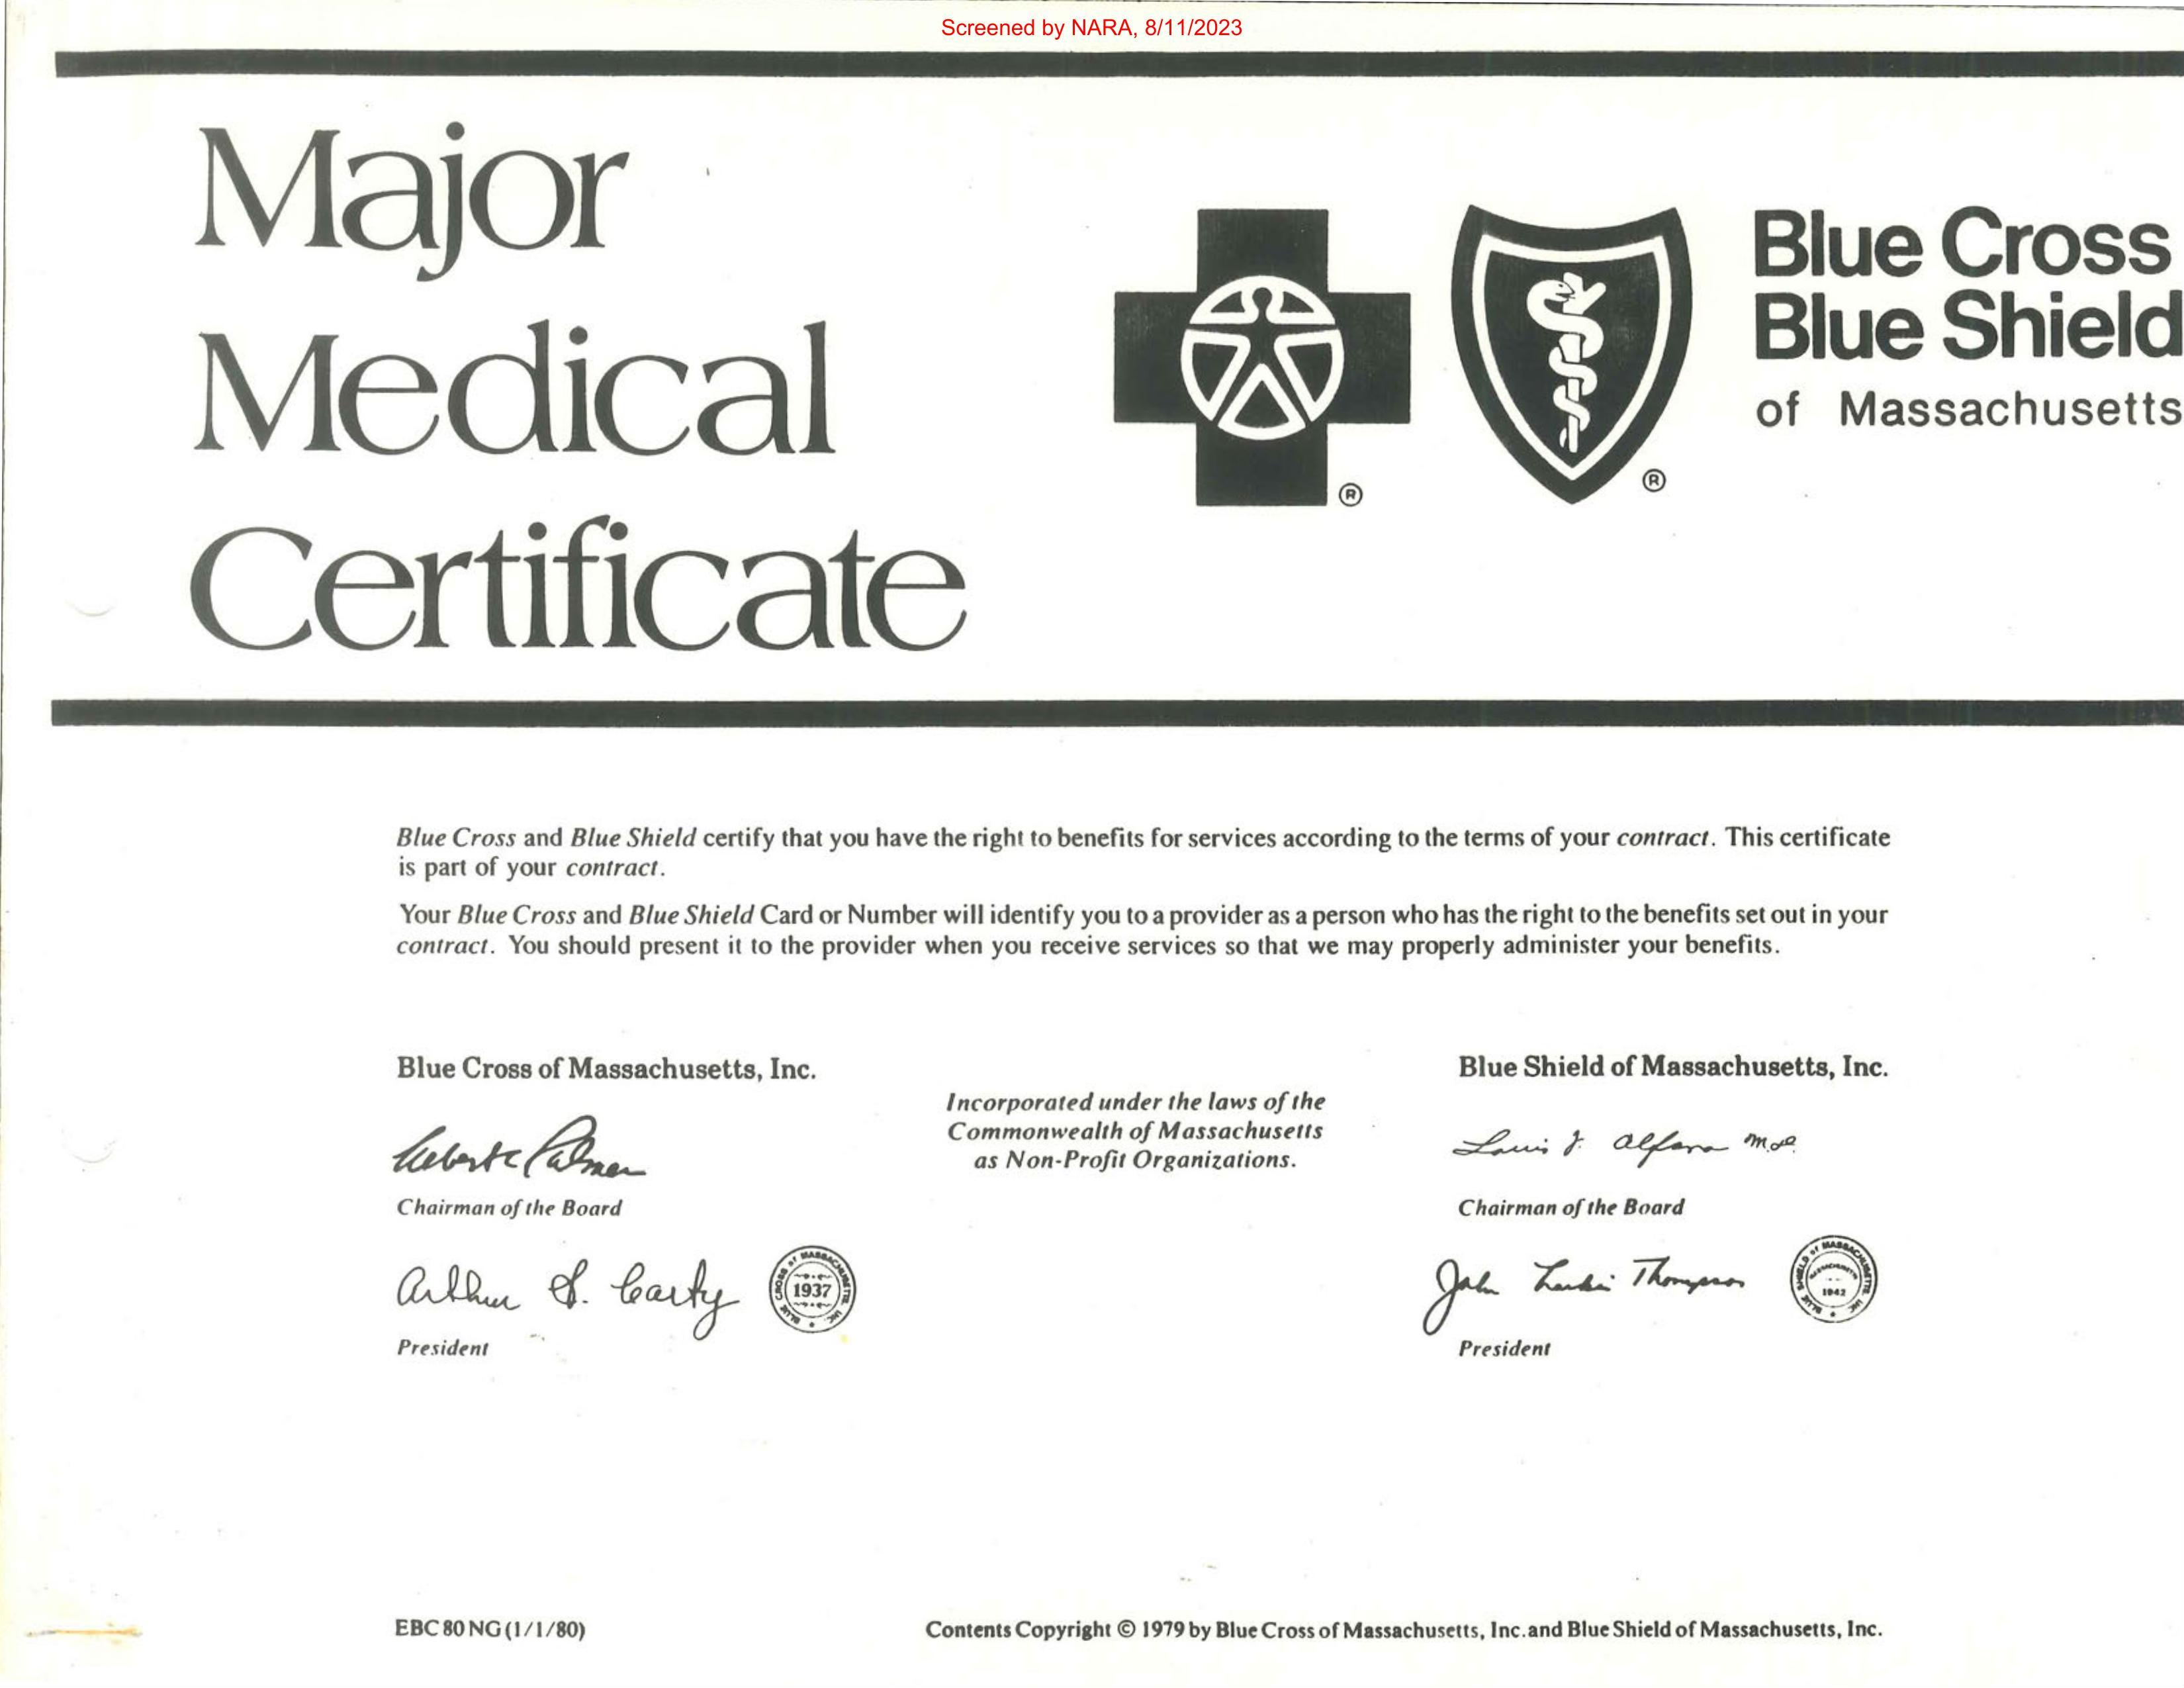 Screened by NARA, 8/11/2023
Major
Medical
Certificate
Blue Cross
Blue Shield
of Massachusetts
®
®
Blue Cross and Blue Shield certify that you have the right to benefits for services according to the terms of your contract. This certificate
is part of your contract.
Your Blue Cross and Blue Shield Card or Number will identify you to a provider as a person who has the right to the benefits set out in your
contract. You should present it to the provider when you receive services so that we may properly administer your benefits.
Blue Cross of Massachusetts, Inc.
Chairman of the Board
Arthur Carty
BLUE CROSS of MASSACHUSETTS, INC.
1937
President
Incorporated under the laws of the
Commonwealth of Massachusetts
as Non-Profit Organizations.
Blue Shield of Massachusetts, Inc.
Louis J. Alfano M.D.
Chairman of the Board
John Larkin Thompson
BLUE SHIELD of MASSACHUSETTS, INC.
1942
President
EBC 80 NG (1/1/80)
Contents Copyright © 1979 by Blue Cross of Massachusetts, Inc. and Blue Shield of Massachusetts, Inc.